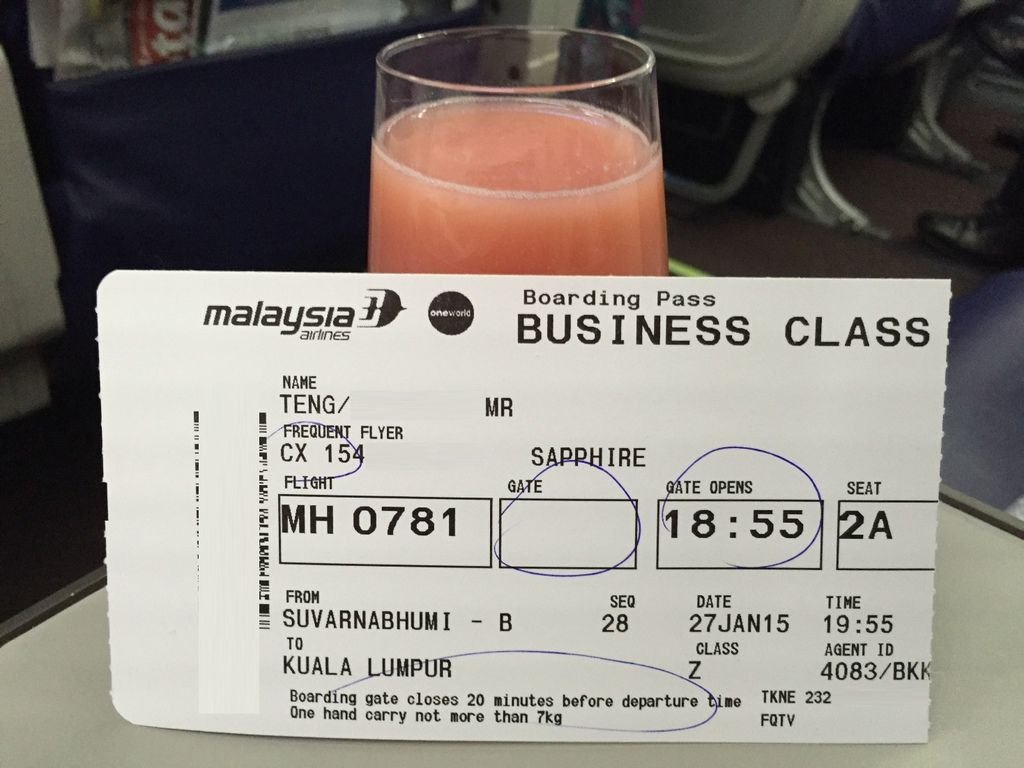 ta
malaysia airlines oneworld
Boarding Pass
BUSINESS CLASS
NAME
TENG/ MR
FREQUENT FLYER
CX 154 SAPPHIRE
FLIGHT GATE GATE OPENS SEAT
MH 0781 18:55 2A
FROM SEQ DATE TIME
SUVARNABHUMI - B 28 27JAN15 19:55
TO CLASS AGENT ID
KUALA LUMPUR Z 4083/BKK
Boarding gate closes 20 minutes before departure time TKNE 232
One hand carry not more than 7kg FQTV